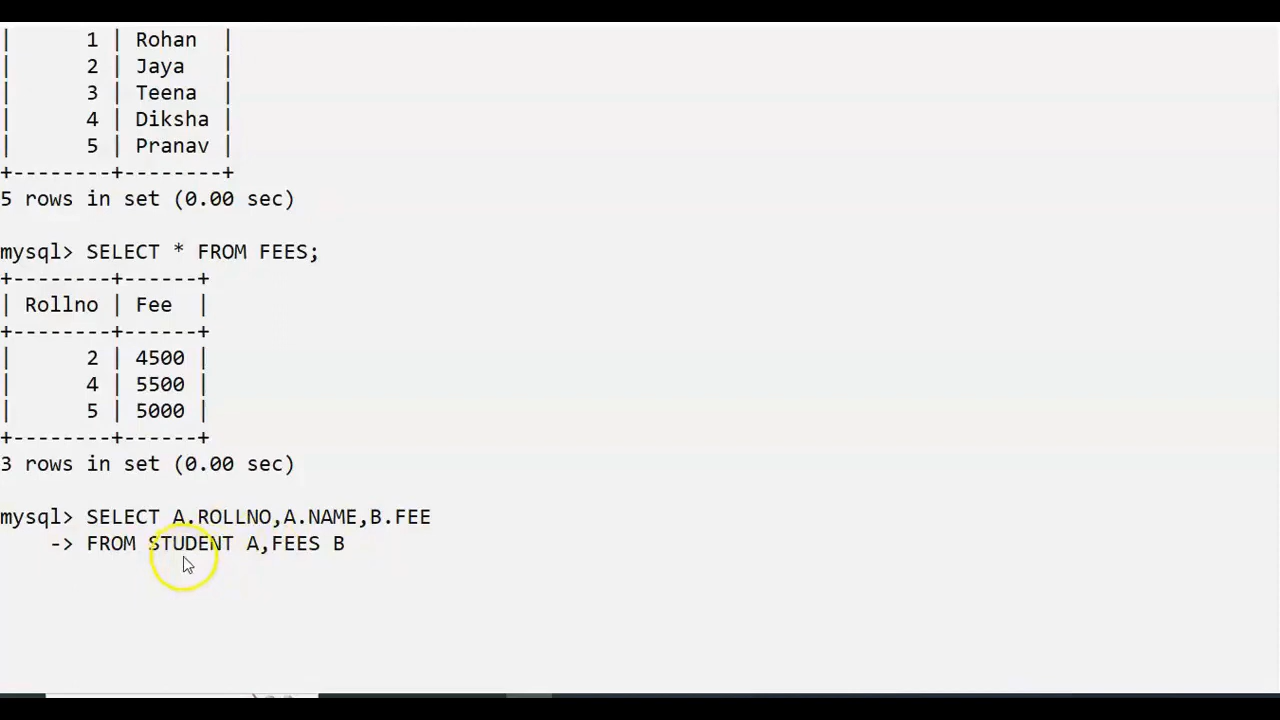 |      1 | Rohan  |
|      2 | Jaya   |
|      3 | Teena  |
|      4 | Diksha |
|      5 | Pranav |
+--------+--------+
5 rows in set (0.00 sec)
mysql> SELECT * FROM FEES;
+--------+------+
| Rollno | Fee  |
+--------+------+
|      2 | 4500 |
|      4 | 5500 |
|      5 | 5000 |
+--------+------+
3 rows in set (0.00 sec)
mysql> SELECT A.ROLLNO,A.NAME,B.FEE
    -> FROM STUDENT A,FEES B